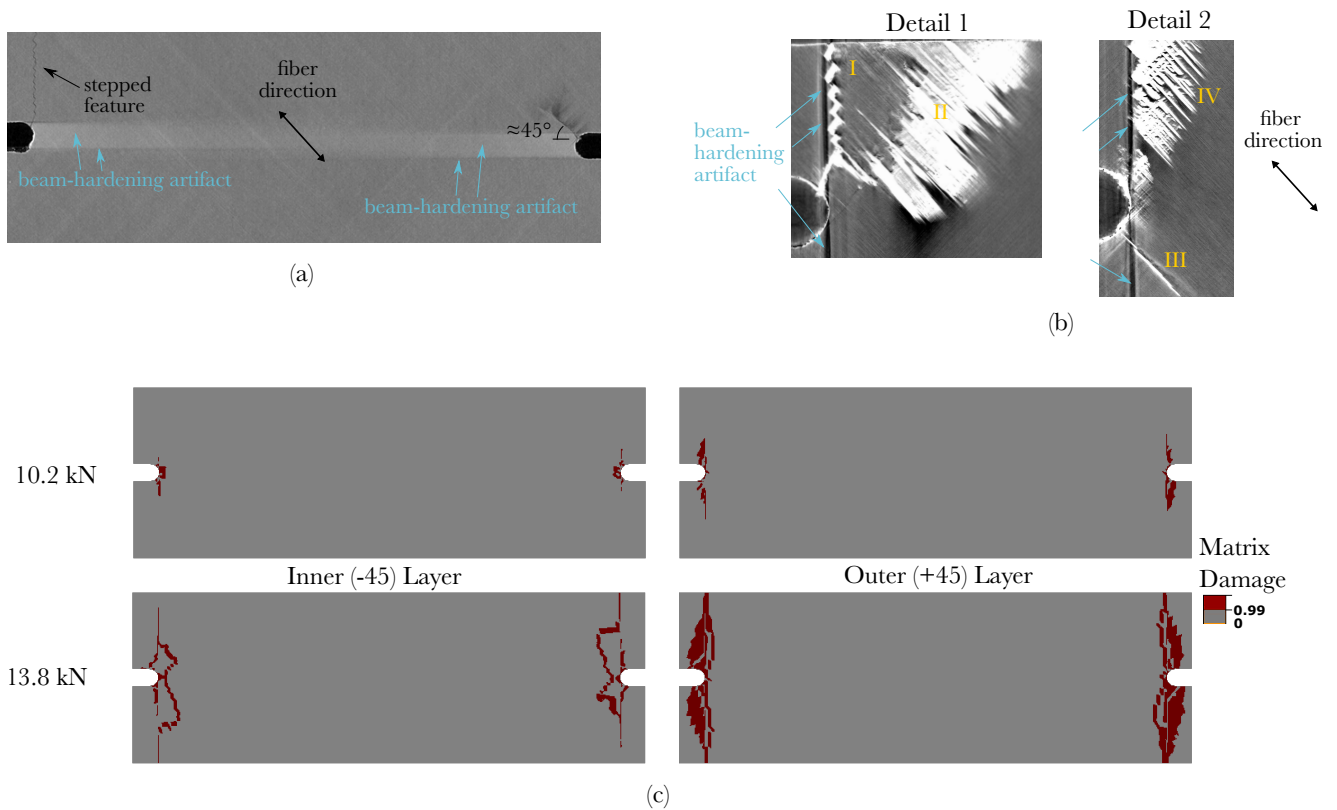 stepped
feature
fiber
direction
≈45°
beam-hardening artifact
beam-hardening artifact
(a)
Detail 1
Detail 2
I
II
beam-
hardening
artifact
IV
III
fiber
direction
(b)
10.2 kN
Inner (-45) Layer
Outer (+45) Layer
Matrix
Damage
0.99
0
13.8 kN
(c)